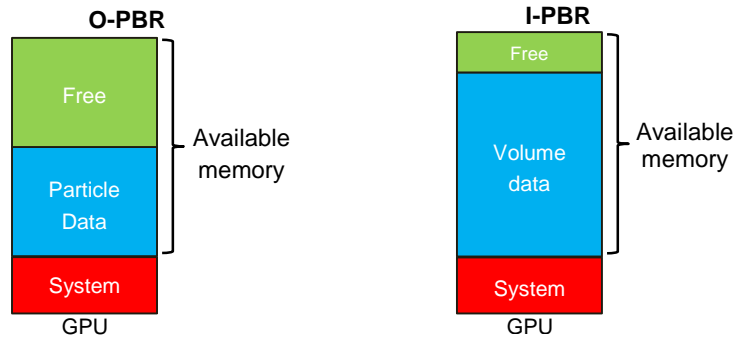 O-PBR
Free
Particle
Data
System
GPU
Available
memory
I-PBR
Free
Volume
data
System
GPU
Available
memory